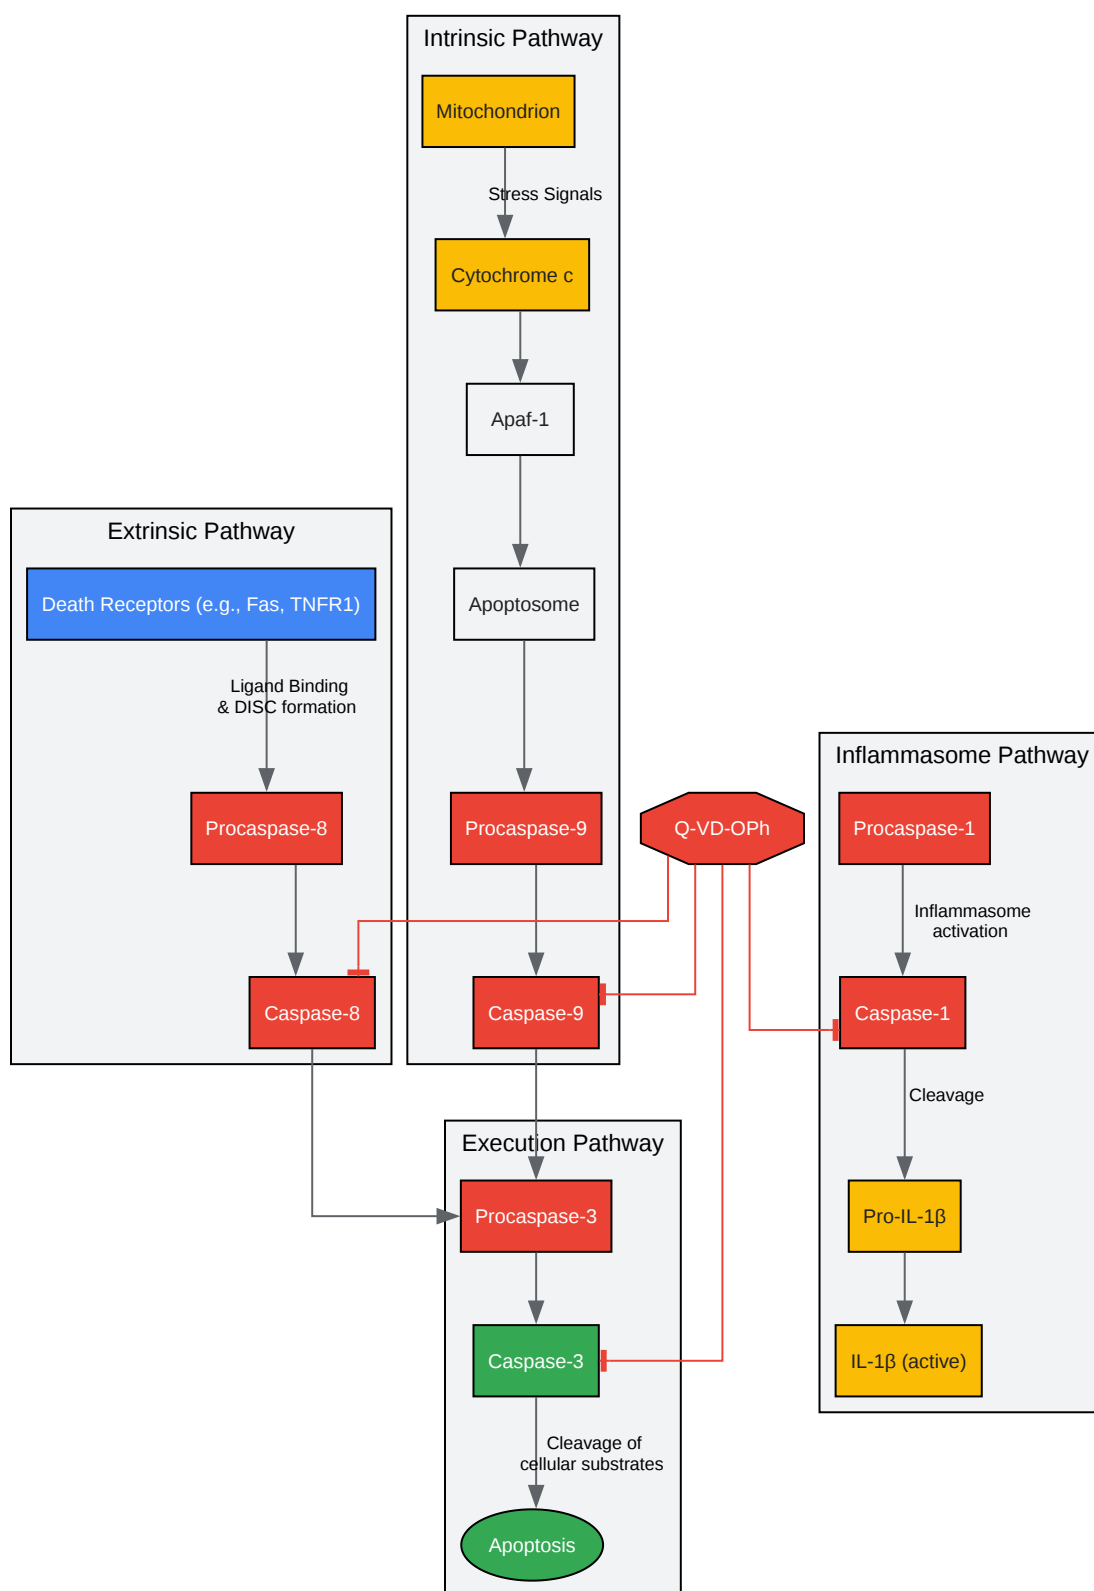 Intrinsic Pathway
Mitochondrion
Stress Signals
Cytochrome c
Apaf-1
Apoptosome
Procaspase-9
Caspase-9
Extrinsic Pathway
Death Receptors (e.g., Fas, TNFR1)
Ligand Binding
& DISC formation
Procaspase-8
Caspase-8
Q-VD-OPh
Inflammasome Pathway
Procaspase-1
Inflammasome
activation
Caspase-1
Cleavage
Pro-IL-1β
IL-1β (active)
Execution Pathway
Procaspase-3
Caspase-3
Cleavage of
cellular substrates
Apoptosis